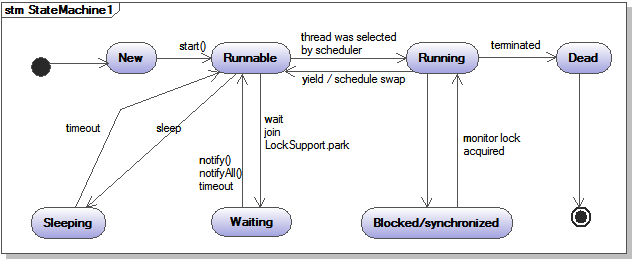 stm StateMachine1
New
start()
Runnable
thread was selected
by scheduler
Running
terminated
Dead
yield / schedule swap
timeout
sleep
wait
join
LockSupport.park
notify()
notifyAll()
timeout
monitor lock
acquired
Sleeping
Waiting
Blocked/synchronized